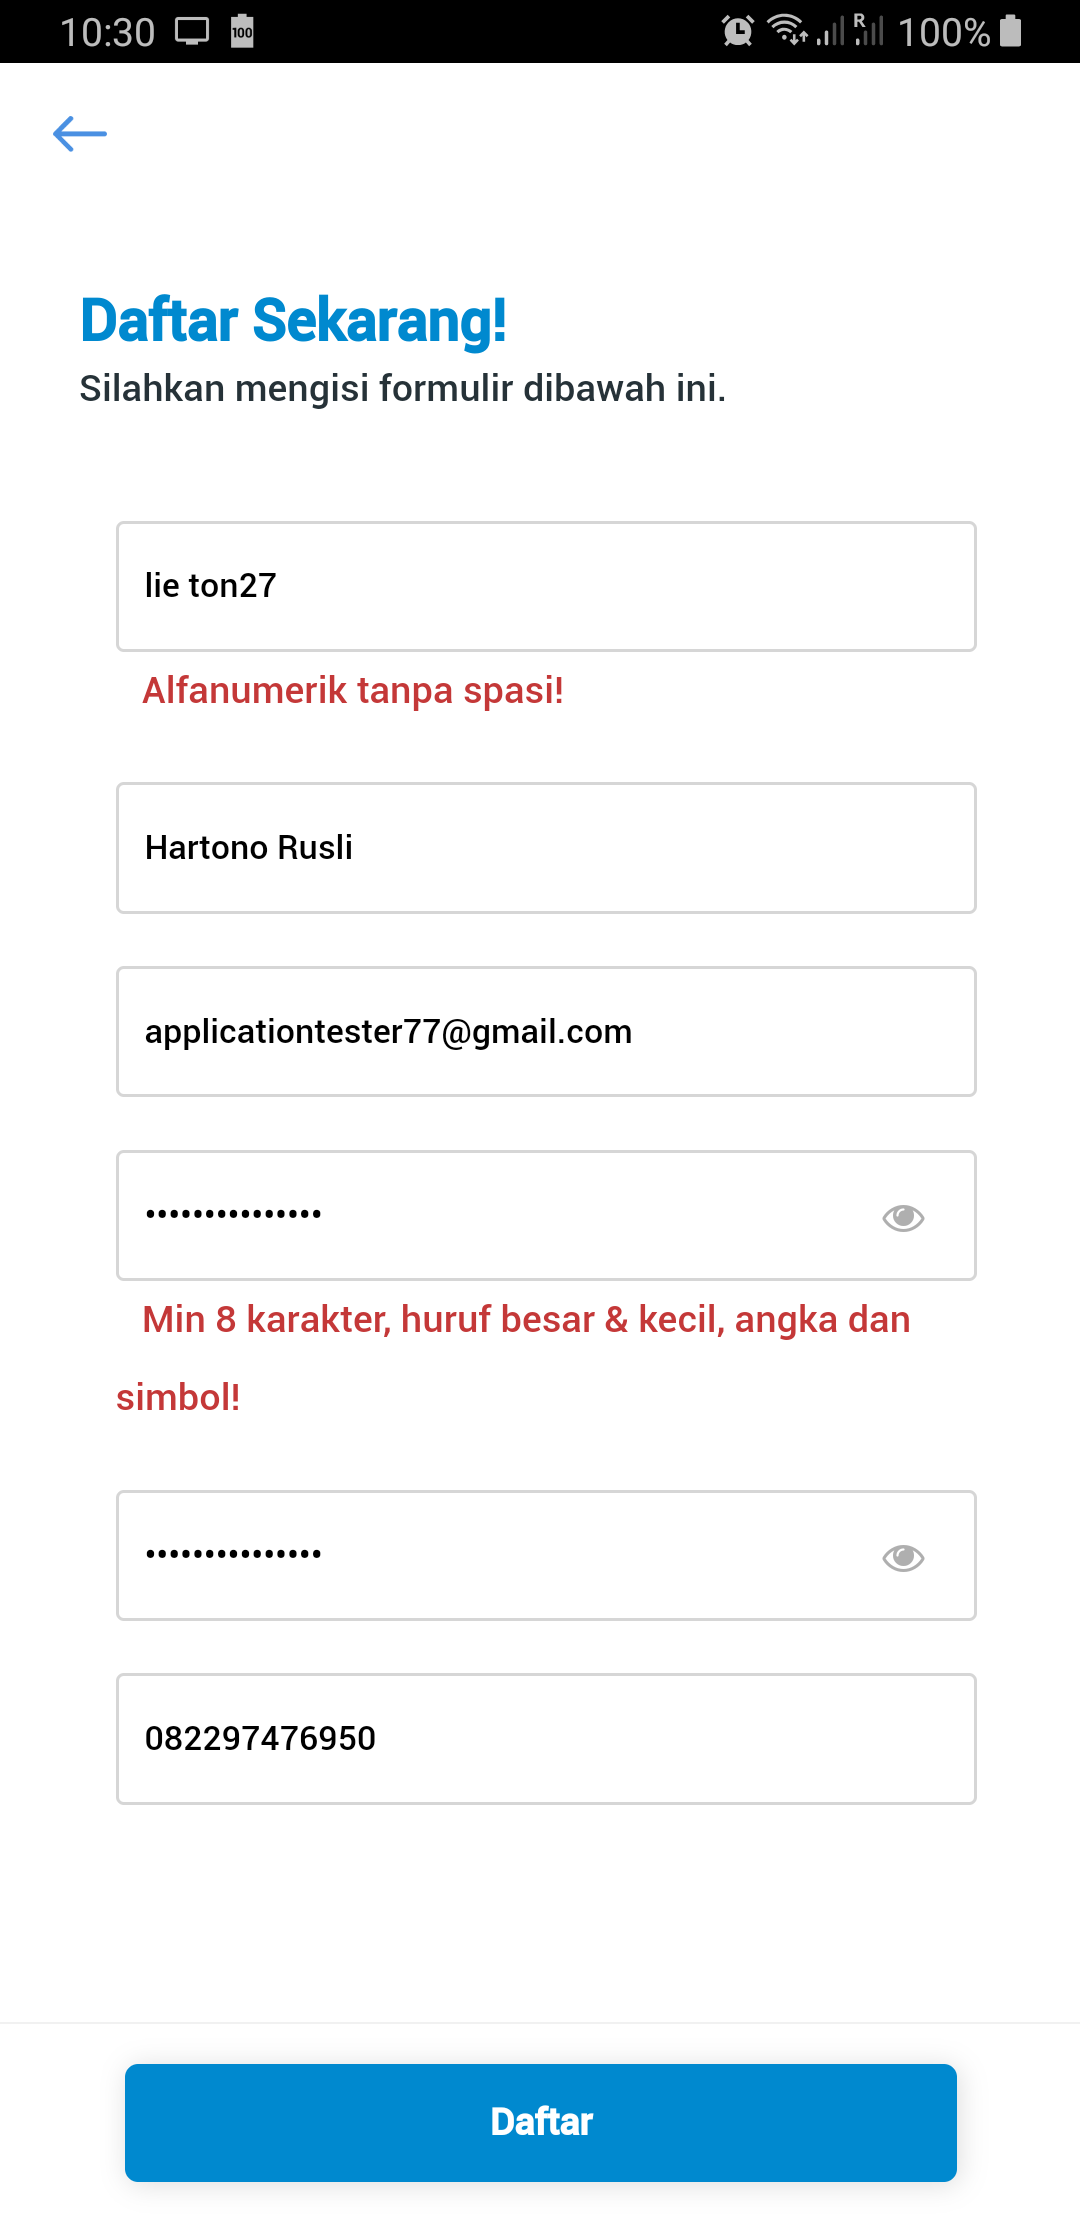 10:30
100
R
100%
Daftar Sekarang!
Silahkan mengisi formulir dibawah ini.
lie ton27
Alfanumerik tanpa spasi!
Hartono Rusli
applicationtester77@gmail.com
•••••••••••••••
Min 8 karakter, huruf besar & kecil, angka dan
simbol!
•••••••••••••••
082297476950
Daftar